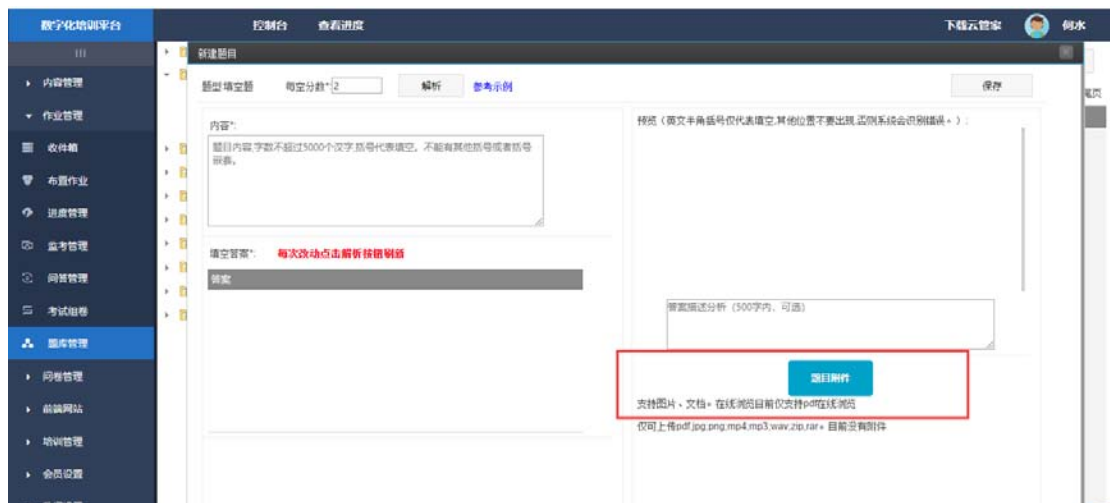 数字化培训平台 控制台 查看进度 下载云管家 何水
新建题目
题型 填空题 每空分数*: 2 解析 参考示例 保存
尾页
内容管理
作业管理
收件箱
布置作业
进度管理
监考管理
问答管理
考试组卷
题库管理
问卷管理
前端网站
培训管理
会员设置
内容*:
题目内容,字数不超过5000个汉字,括号代表填空。不能有其他括号或者括号
嵌套。
填空答案*: 每次改动点击解析按钮刷新
答案
预览（英文半角括号仅代表填空,其他位置不要出现,否则系统会识别错误。）:
答案描述分析（500字内，可选）
题目附件
支持图片、文档。在线浏览目前仅支持pdf在线浏览
仅可上传pdf,jpg,png,mp4,mp3,wav,zip,rar。目前没有附件